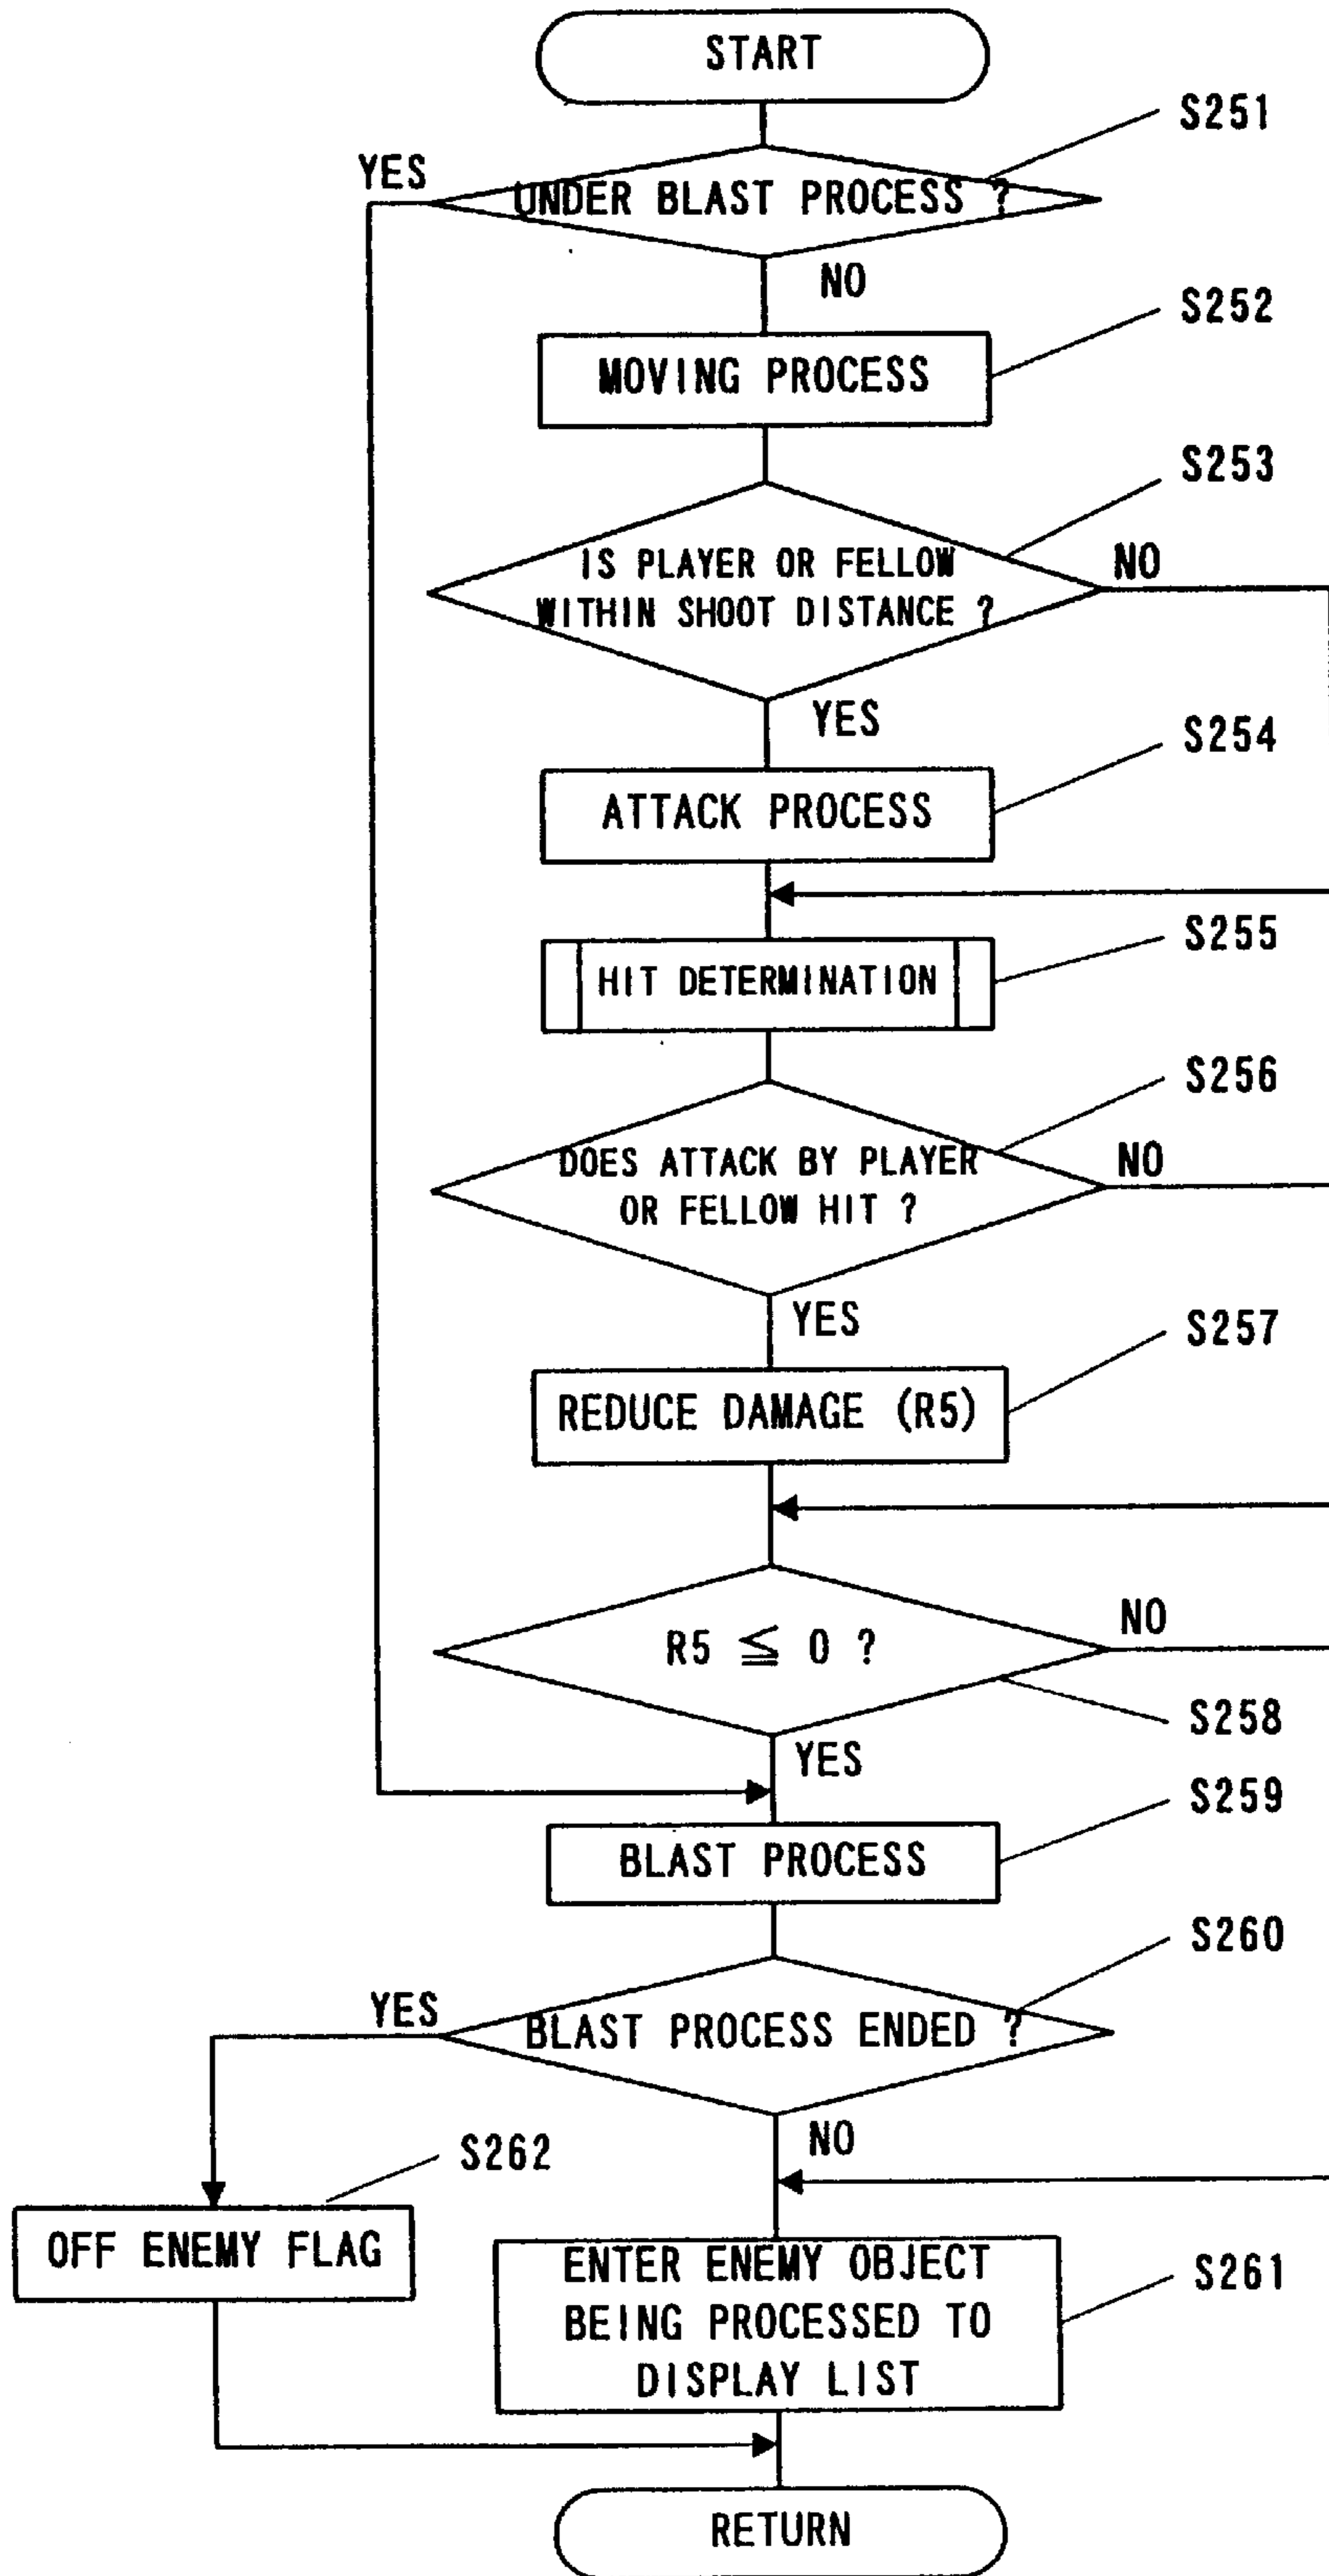 START
S251
YES
UNDER BLAST PROCESS ?
NO
S252
MOVING PROCESS
S253
IS PLAYER OR FELLOW
WITHIN SHOOT DISTANCE ?
NO
YES
S254
ATTACK PROCESS
S255
HIT DETERMINATION
S256
DOES ATTACK BY PLAYER
OR FELLOW HIT ?
NO
YES
S257
REDUCE DAMAGE (R5)
R5 ≦ 0 ?
NO
S258
YES
S259
BLAST PROCESS
S260
YES
BLAST PROCESS ENDED ?
NO
S262
OFF ENEMY FLAG
ENTER ENEMY OBJECT
BEING PROCESSED TO
DISPLAY LIST
S261
RETURN